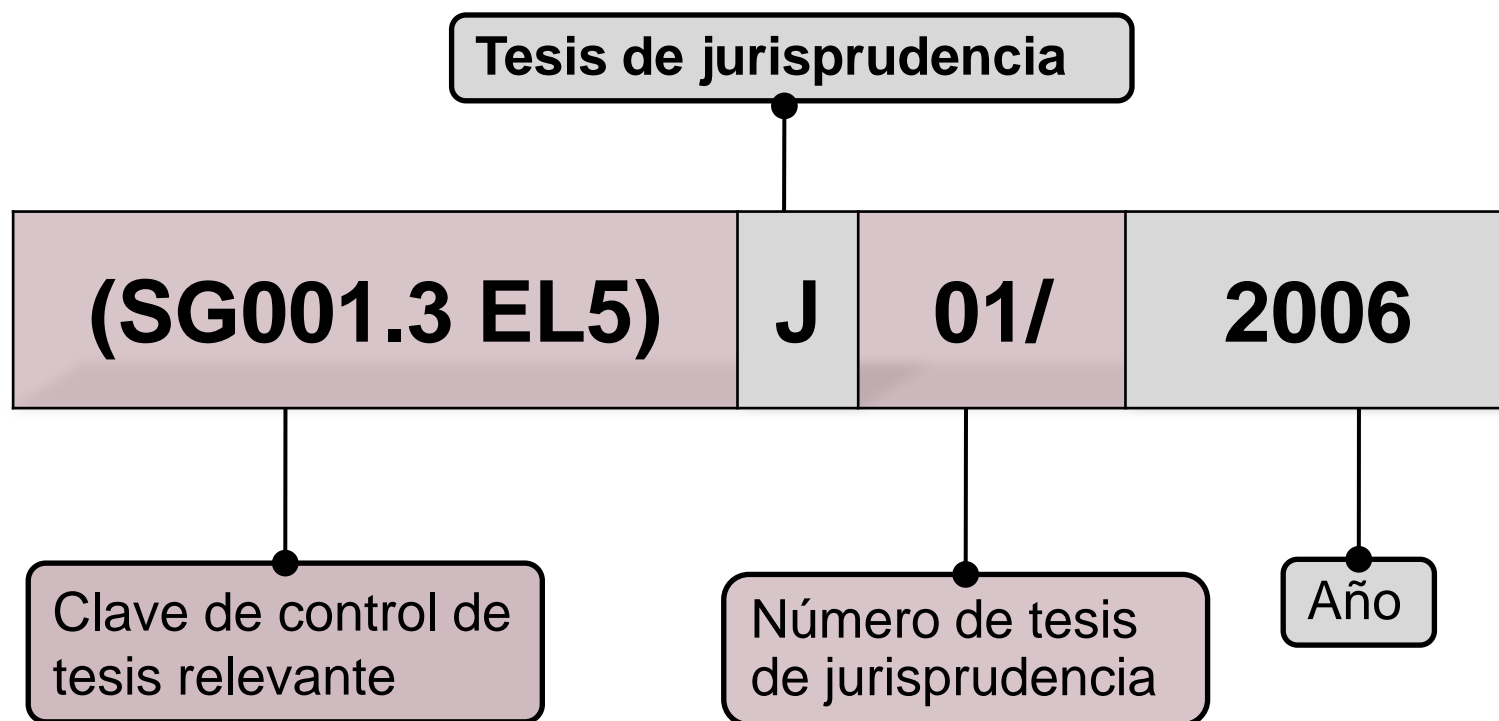 Tesis de jurisprudencia
(SG001.3 EL5) J 01/ 2006
Clave de control de
tesis relevante
Número de tesis
de jurisprudencia
Año